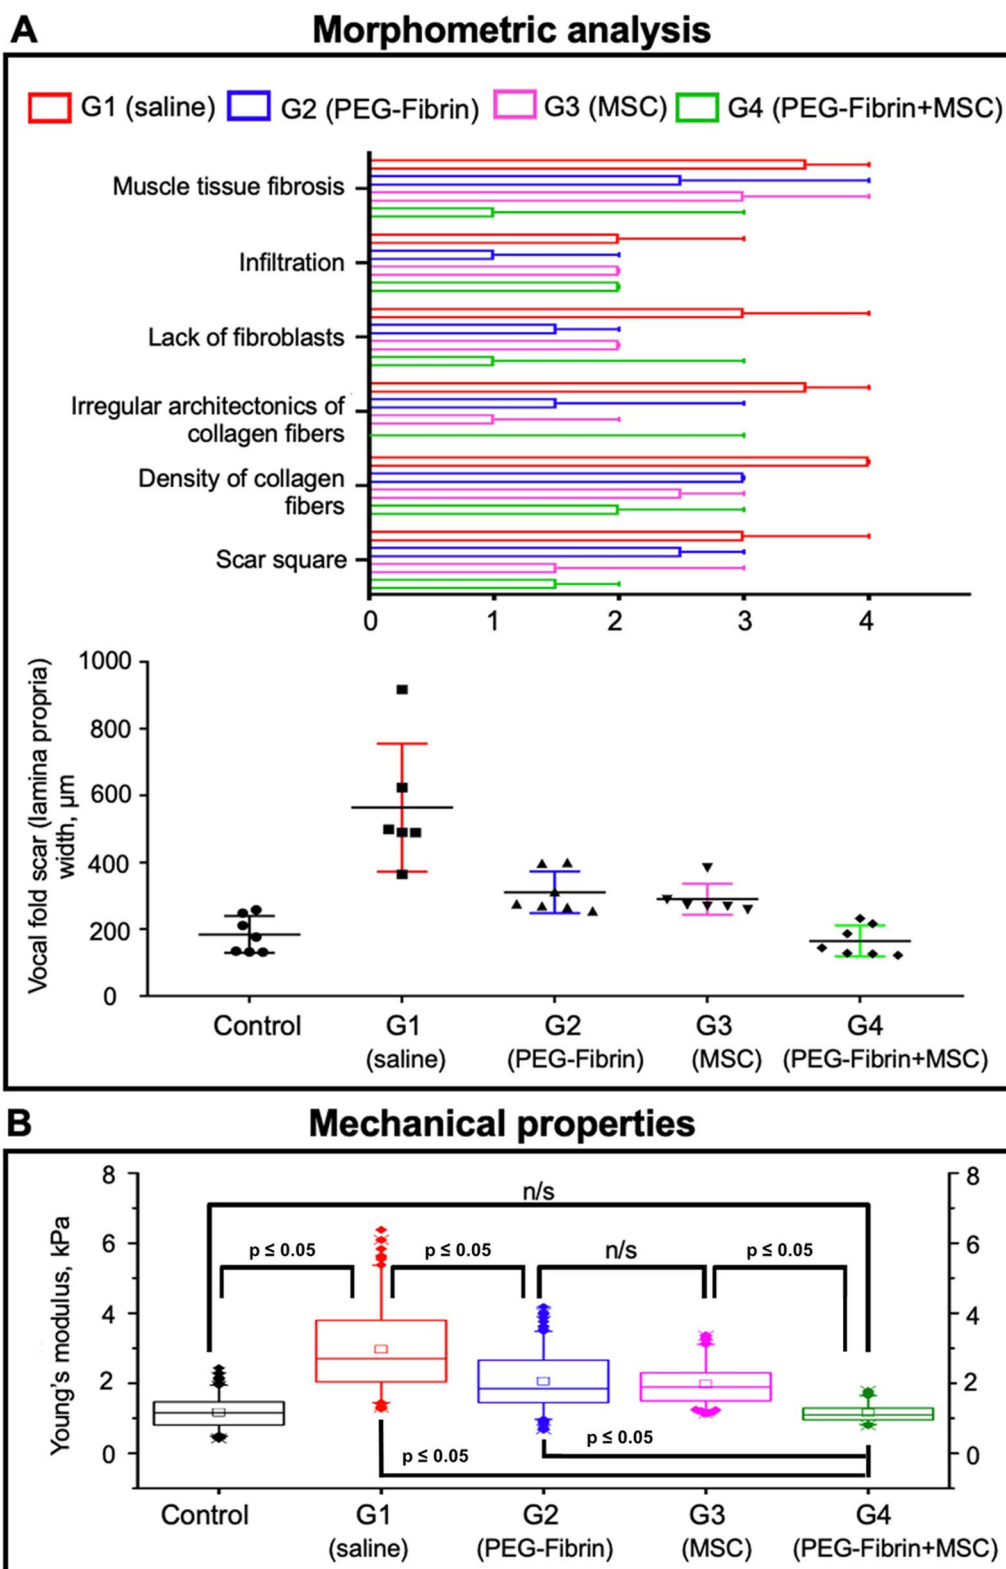 A
Morphometric analysis
G1 (saline)
G2 (PEG-Fibrin)
G3 (MSC)
G4 (PEG-Fibrin+MSC)
Muscle tissue fibrosis
Infiltration
Lack of fibroblasts
Irregular architectonics of
collagen fibers
Density of collagen
fibers
Scar square
0 1 2 3 4
Vocal fold scar (lamina propria)
width, µm
1000
800
600
400
200
0
Control G1 G2 G3 G4
(saline) (PEG-Fibrin) (MSC) (PEG-Fibrin+MSC)
B
Mechanical properties
Young's modulus, kPa
8 8
n/s
6 p ≤ 0.05 p ≤ 0.05 n/s p ≤ 0.05 6
4 4
2 2
0 0
p ≤ 0.05
p ≤ 0.05
Control G1 G2 G3 G4
(saline) (PEG-Fibrin) (MSC) (PEG-Fibrin+MSC)